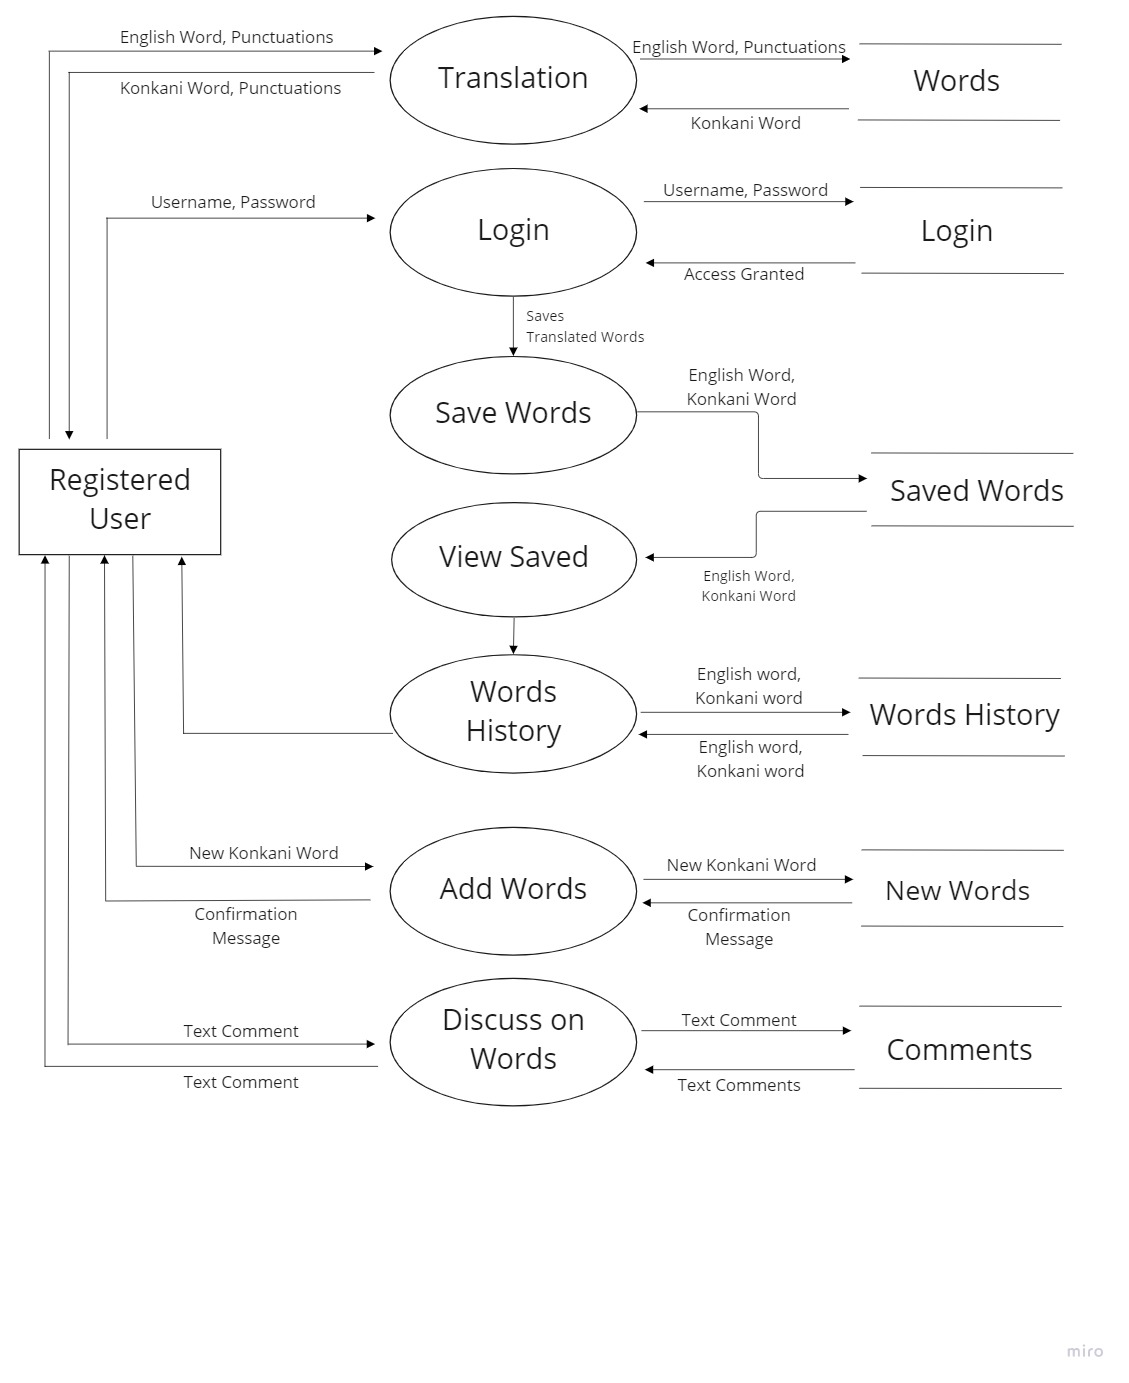 English Word, Punctuations
Konkani Word, Punctuations
Translation
English Word, Punctuations
Konkani Word
Words
Username, Password
Login
Username, Password
Access Granted
Login
Saves
Translated Words
Save Words
English Word,
Konkani Word
Registered
User
Saved Words
View Saved
English Word,
Konkani Word
Words
History
English word,
Konkani word
English word,
Konkani word
Words History
New Konkani Word
Confirmation
Message
Add Words
New Konkani Word
Confirmation
Message
New Words
Text Comment
Text Comment
Discuss on
Words
Text Comment
Text Comments
Comments
miro